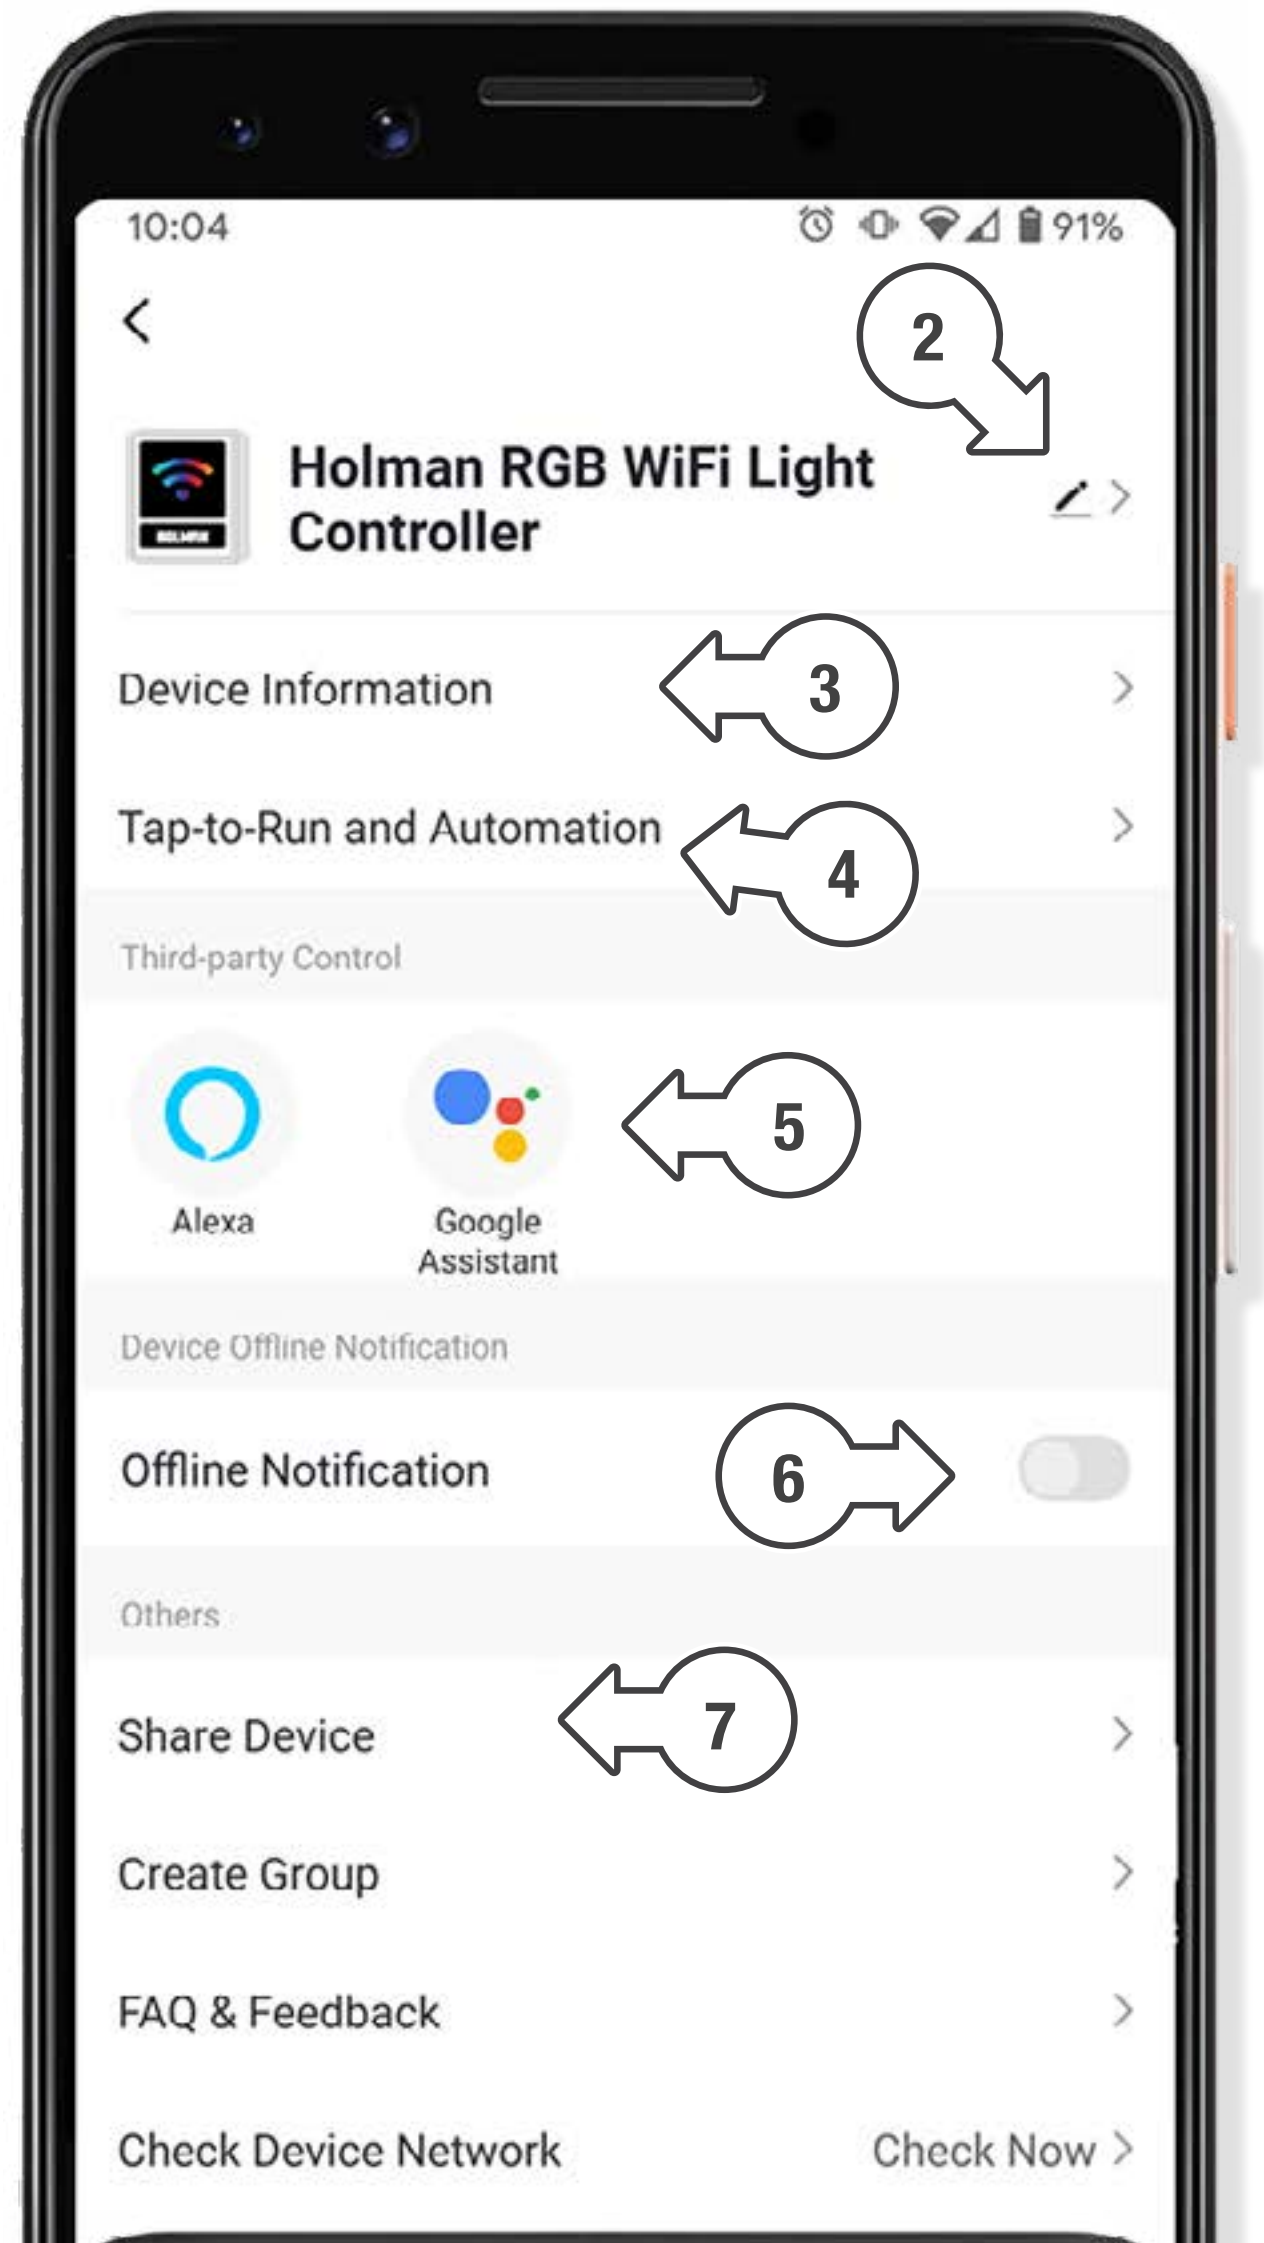 10:04
91%
2
Holman RGB WiFi Light
Controller
HOLMAN
Device Information
3
Tap-to-Run and Automation
4
Third-party Control
5
Alexa
Google
Assistant
Device Offline Notification
Offline Notification
6
Others
Share Device
7
Create Group
FAQ & Feedback
Check Device Network
Check Now